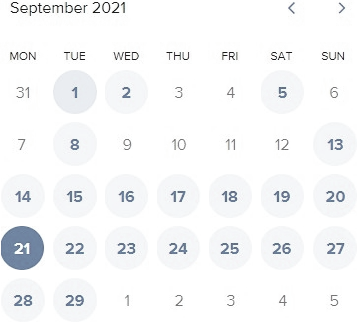 September 2021
MON TUE WED THU FRI SAT SUN
31 1 2 3 4 5 6
7 8 9 10 11 12 13
14 15 16 17 18 19 20
21 22 23 24 25 26 27
28 29 1 2 3 4 5